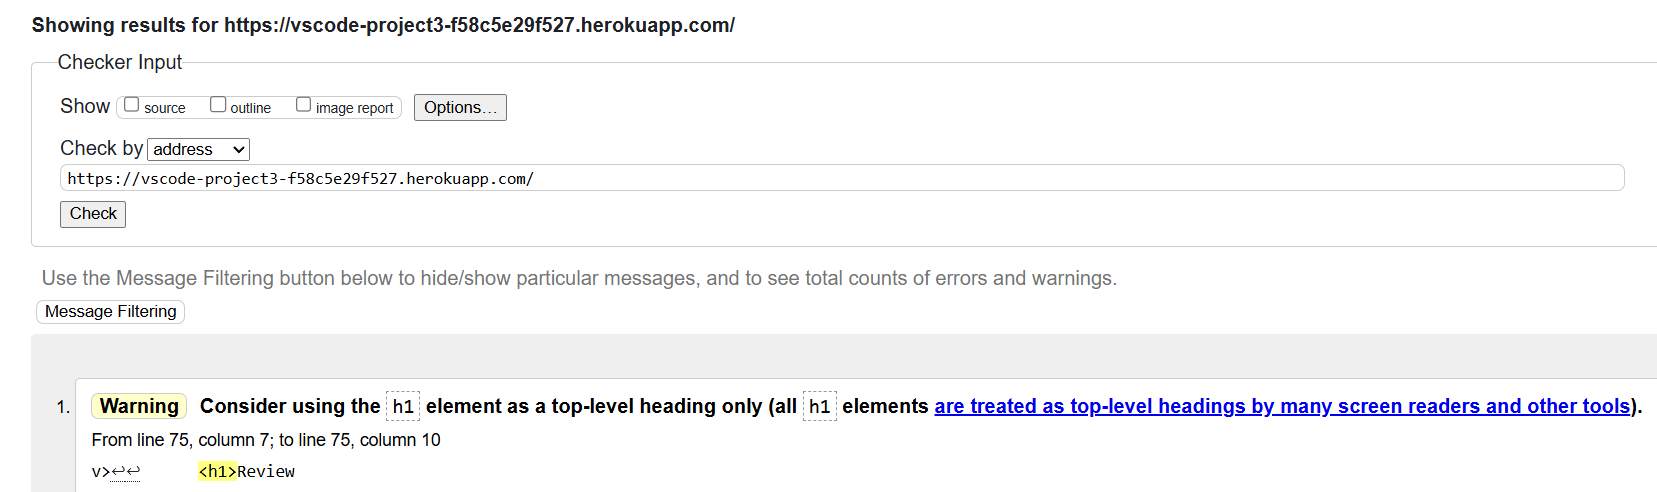 Showing results for https://vscode-project3-f58c5e29f527.herokuapp.com/
Checker Input
Show source outline image report Options...
Check by address
https://vscode-project3-f58c5e29f527.herokuapp.com/
Check
Use the Message Filtering button below to hide/show particular messages, and to see total counts of errors and warnings.
Message Filtering
1. Warning Consider using the h1 element as a top-level heading only (all h1 elements are treated as top-level headings by many screen readers and other tools).
From line 75, column 7; to line 75, column 10
v>↩↩ <h1>Review